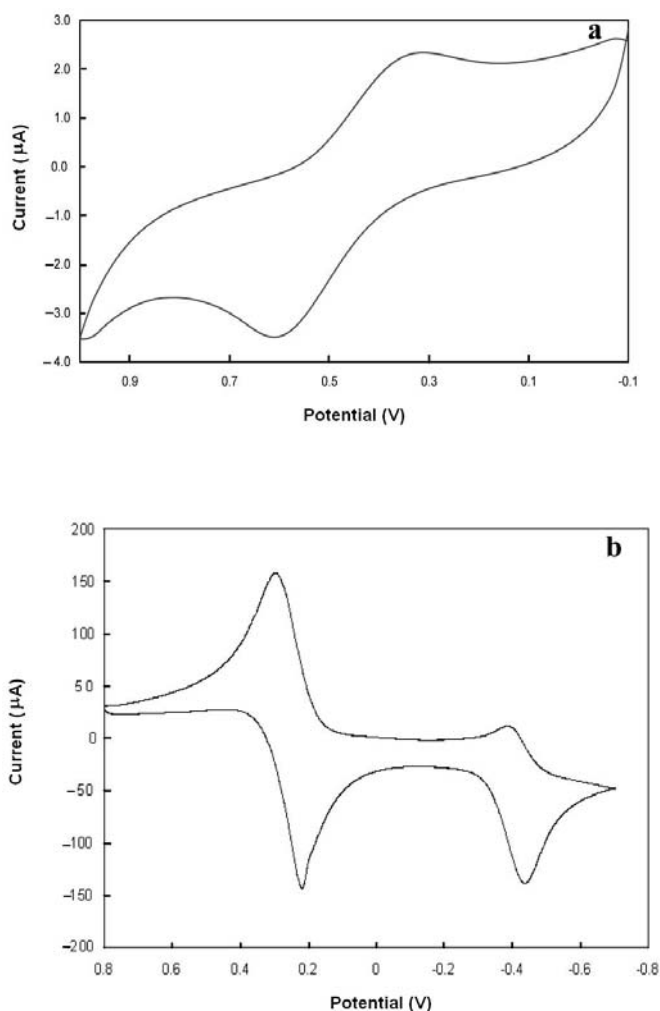 a
3.0
2.0
1.0
0.0
–1.0
–2.0
–3.0
–4.0
Current (µA)
0.9 0.7 0.5 0.3 0.1 -0.1
Potential (V)
b
200
150
100
50
0
–50
–100
–150
–200
Current (µA)
0.8 0.6 0.4 0.2 0 -0.2 -0.4 -0.6 -0.8
Potential (V)